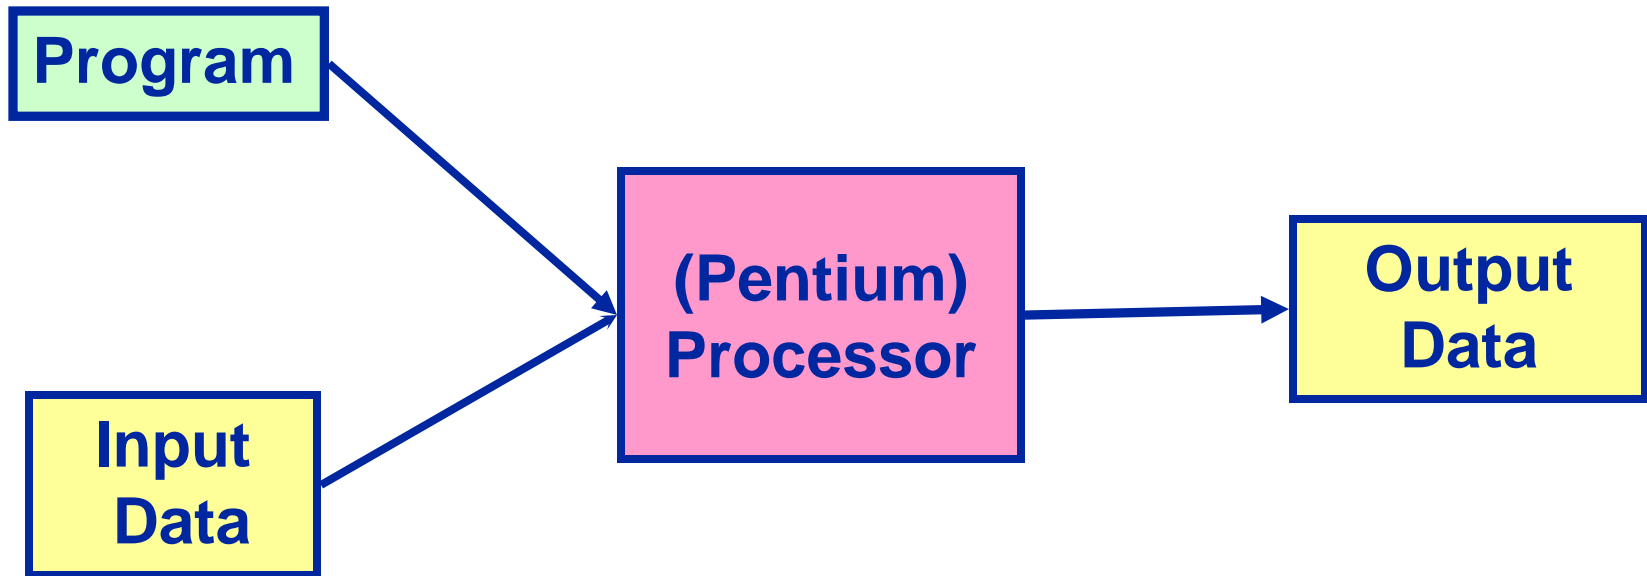 Program
(Pentium)
Processor
Output
Data
Input
Data